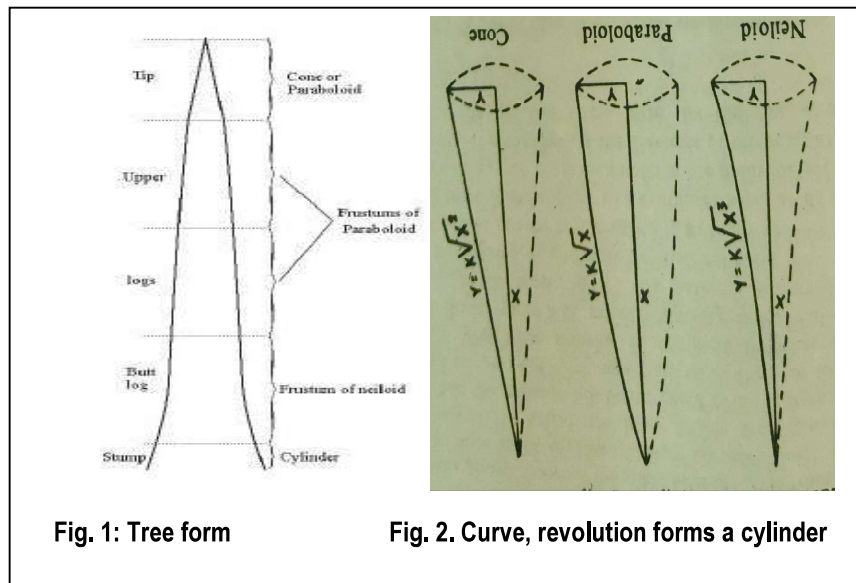 Tip
Cone or
Paraboloid
Upper
Frustums of
Paraboloid
logs
Butt
log
Frustum of neiloid
Stump
Cylinder
Cone
Paraboloid
Neiloid
Y
Y
Y
Y=K√X²
Y=K√X
Y=K√X³
X
X
X
Fig. 1: Tree form
Fig. 2. Curve, revolution forms a cylinder